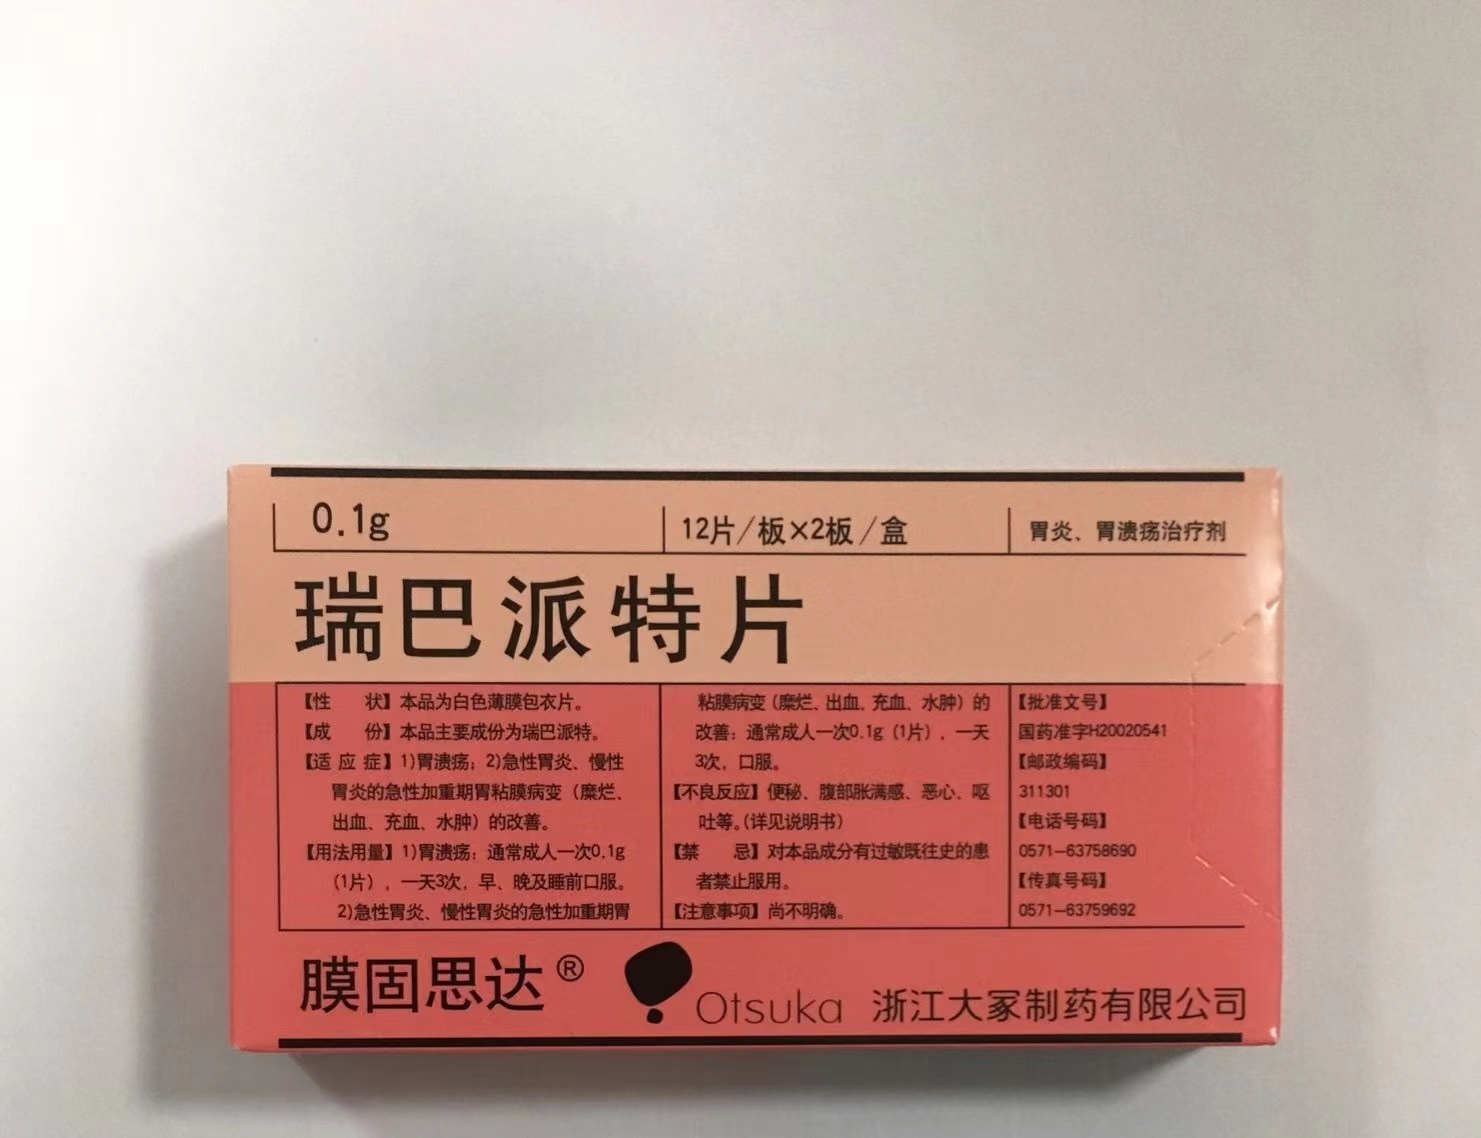 0.1g
12片/板×2板/盒
胃炎、胃溃疡治疗剂
瑞巴派特片
【性 状】本品为白色薄膜包衣片。
【成 份】本品主要成份为瑞巴派特。
【适 应 症】1)胃溃疡；2)急性胃炎、慢性
胃炎的急性加重期胃粘膜病变（糜烂、
出血、充血、水肿）的改善。
【用法用量】1)胃溃疡：通常成人一次0.1g
（1片），一天3次，早、晚及睡前口服。
2)急性胃炎、慢性胃炎的急性加重期胃
粘膜病变（糜烂、出血、充血、水肿）的
改善：通常成人一次0.1g（1片），一天
3次，口服。
【不良反应】便秘、腹部胀满感、恶心、呕
吐等。（详见说明书）
【禁 忌】对本品成分有过敏既往史的患
者禁止服用。
【注意事项】尚不明确。
【批准文号】
国药准字H20020541
【邮政编码】
311301
【电话号码】
0571-63758690
【传真号码】
0571-63759692
膜固思达®
Otsuka
浙江大冢制药有限公司